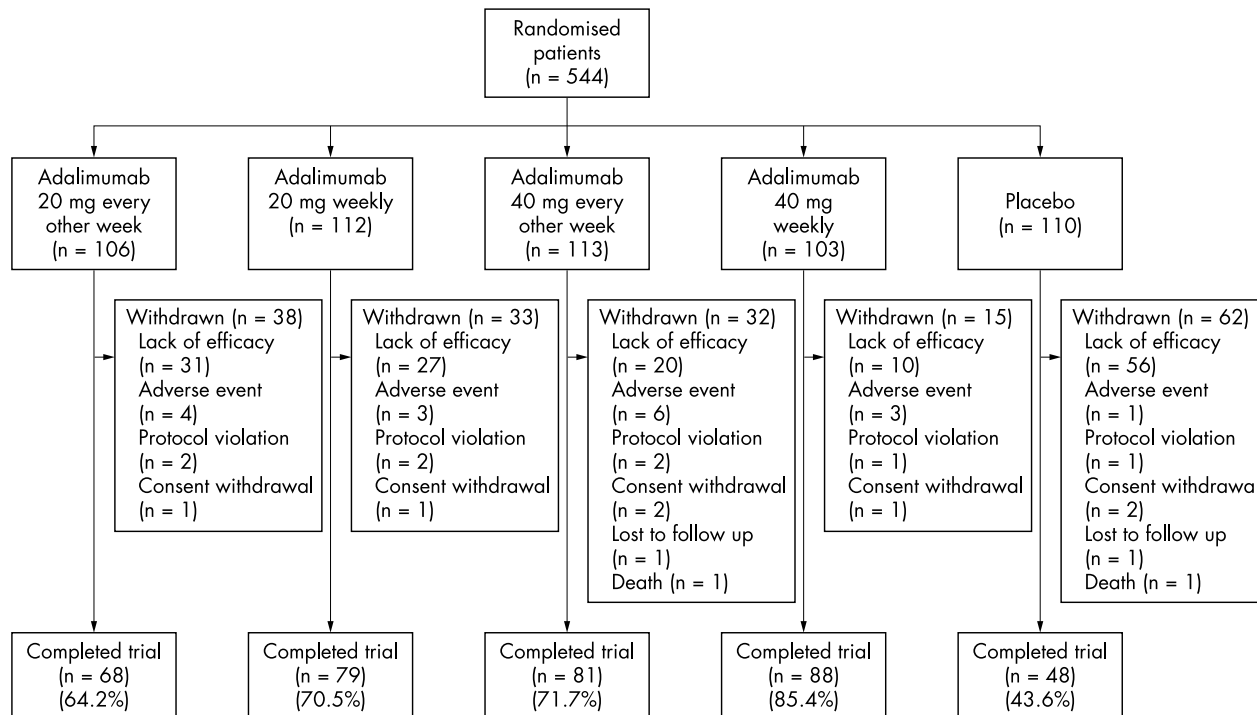 Randomised
patients
(n = 544)
Adalimumab
20 mg every
other week
(n = 106)
Adalimumab
20 mg weekly
(n = 112)
Adalimumab
40 mg every
other week
(n = 113)
Adalimumab
40 mg
weekly
(n = 103)
Placebo
(n = 110)
Withdrawn (n = 38)
Lack of efficacy
(n = 31)
Adverse event
(n = 4)
Protocol violation
(n = 2)
Consent withdrawal
(n = 1)
Withdrawn (n = 33)
Lack of efficacy
(n = 27)
Adverse event
(n = 3)
Protocol violation
(n = 2)
Consent withdrawal
(n = 1)
Withdrawn (n = 32)
Lack of efficacy
(n = 20)
Adverse event
(n = 6)
Protocol violation
(n = 2)
Consent withdrawal
(n = 2)
Lost to follow up
(n = 1)
Death (n = 1)
Withdrawn (n = 15)
Lack of efficacy
(n = 10)
Adverse event
(n = 3)
Protocol violation
(n = 1)
Consent withdrawal
(n = 1)
Withdrawn (n = 62)
Lack of efficacy
(n = 56)
Adverse event
(n = 1)
Protocol violation
(n = 1)
Consent withdrawa
(n = 2)
Lost to follow up
(n = 1)
Death (n = 1)
Completed trial
(n = 68)
(64.2%)
Completed trial
(n = 79)
(70.5%)
Completed trial
(n = 81)
(71.7%)
Completed trial
(n = 88)
(85.4%)
Completed trial
(n = 48)
(43.6%)